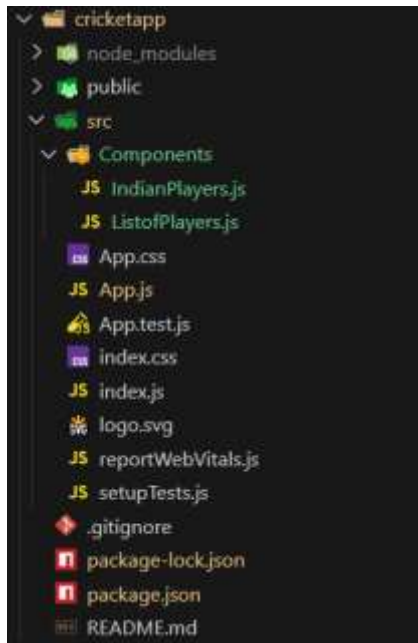 cricketapp
node_modules
public
src
Components
JS IndianPlayers.js
JS ListofPlayers.js
App.css
JS App.js
App.test.js
index.css
JS index.js
logo.svg
JS reportWebVitals.js
JS setupTests.js
.gitignore
package-lock.json
package.json
README.md